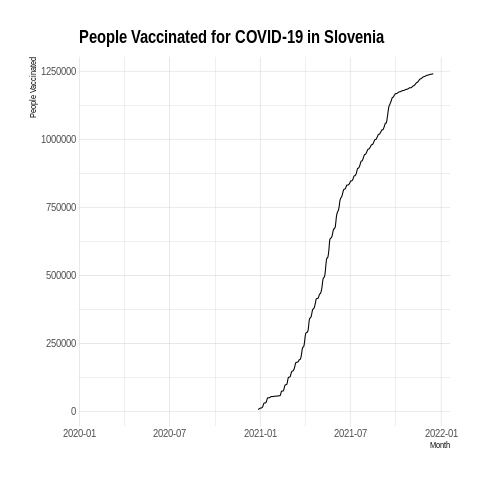 People Vaccinated for COVID-19 in Slovenia
People Vaccinated
1250000
1000000
750000
500000
250000
0
2020-01 2020-07 2021-01 2021-07 2022-01
Month